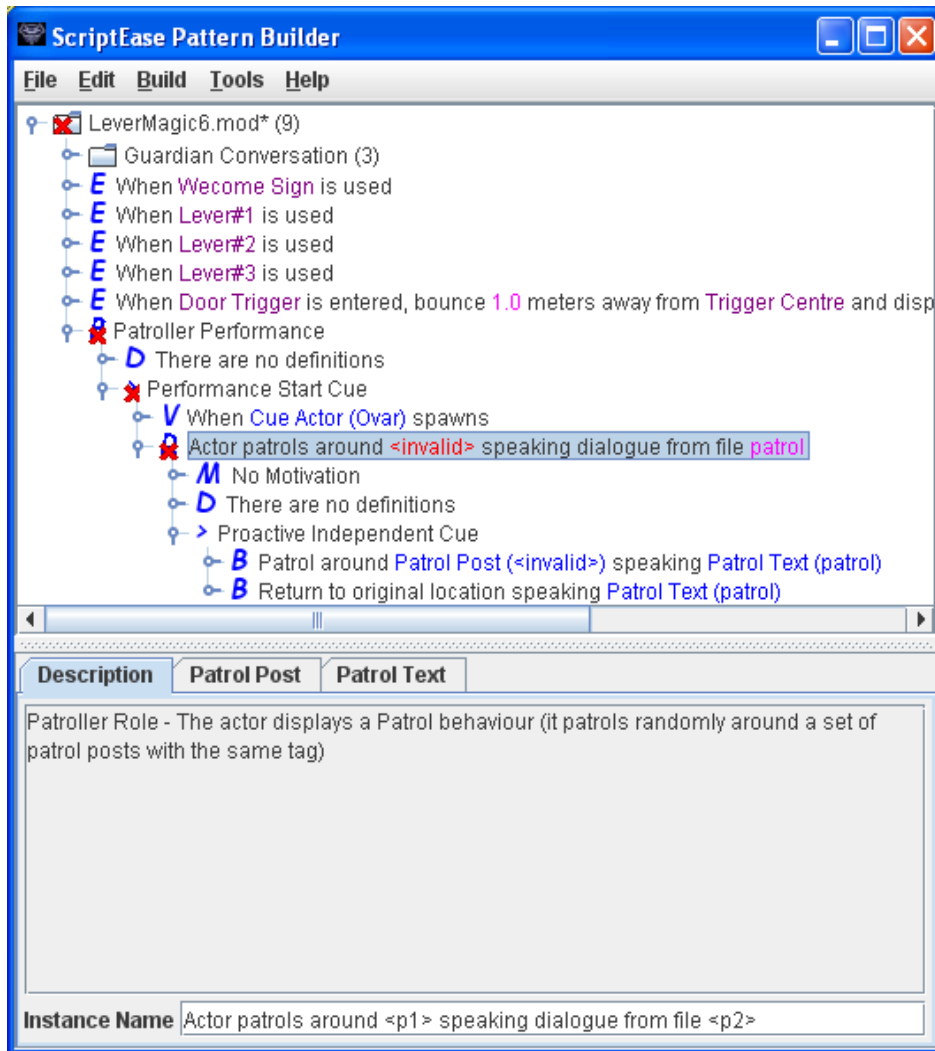 ScriptEase Pattern Builder
File Edit Build Tools Help
LeverMagic6.mod* (9)
Guardian Conversation (3)
E When Wecome Sign is used
E When Lever#1 is used
E When Lever#2 is used
E When Lever#3 is used
E When Door Trigger is entered, bounce 1.0 meters away from Trigger Centre and disp
Patroller Performance
D There are no definitions
Performance Start Cue
V When Cue Actor (Ovar) spawns
Actor patrols around <invalid> speaking dialogue from file patrol
M No Motivation
D There are no definitions
> Proactive Independent Cue
B Patrol around Patrol Post (<invalid>) speaking Patrol Text (patrol)
B Return to original location speaking Patrol Text (patrol)
Description Patrol Post Patrol Text
Patroller Role - The actor displays a Patrol behaviour (it patrols randomly around a set of
patrol posts with the same tag)
Instance Name Actor patrols around <p1> speaking dialogue from file <p2>